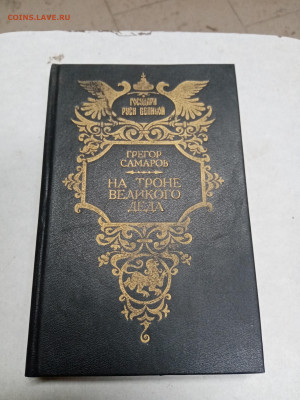 COINS.LAVE.RU
ГОСУДАРИ
РУСИ ВЕЛИКОЙ
ГРЕГОР
САМАРОВ
НА ТРОНЕ
ВЕЛИКОГО
ДЕДА